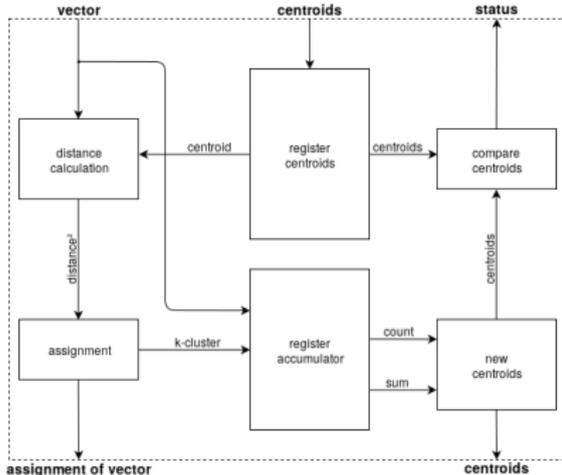 vector
centroids
status
distance
calculation
centroid
register
centroids
centroids
compare
centroids
distance²
centroids
assignment
k-cluster
register
accumulator
count
sum
new
centroids
assignment of vector
centroids